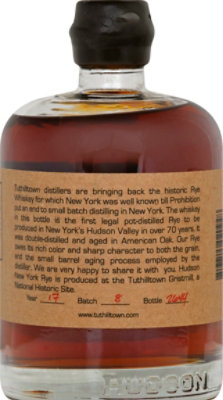 Tuthilltown distillers are bringing back the historic Rye
Whiskey for which New York was well known till Prohibition
put an end to small batch distilling in New York. The whiskey
in this bottle is the first legal pot-distilled Rye to be
produced in New York's Hudson Valley in over 70 years. It
was double-distilled and aged in American Oak. Our Rye
owes its rich color and sharp character to both the grain,
and the small barrel aging process employed by the
distiller. We are very happy to share it with you. Hudson
New York Rye is produced at the Tuthilltown Gristmill, a
National Historic Site.
Year 17 Batch 8 Bottle
www.tuthilltown.com
HUDSON